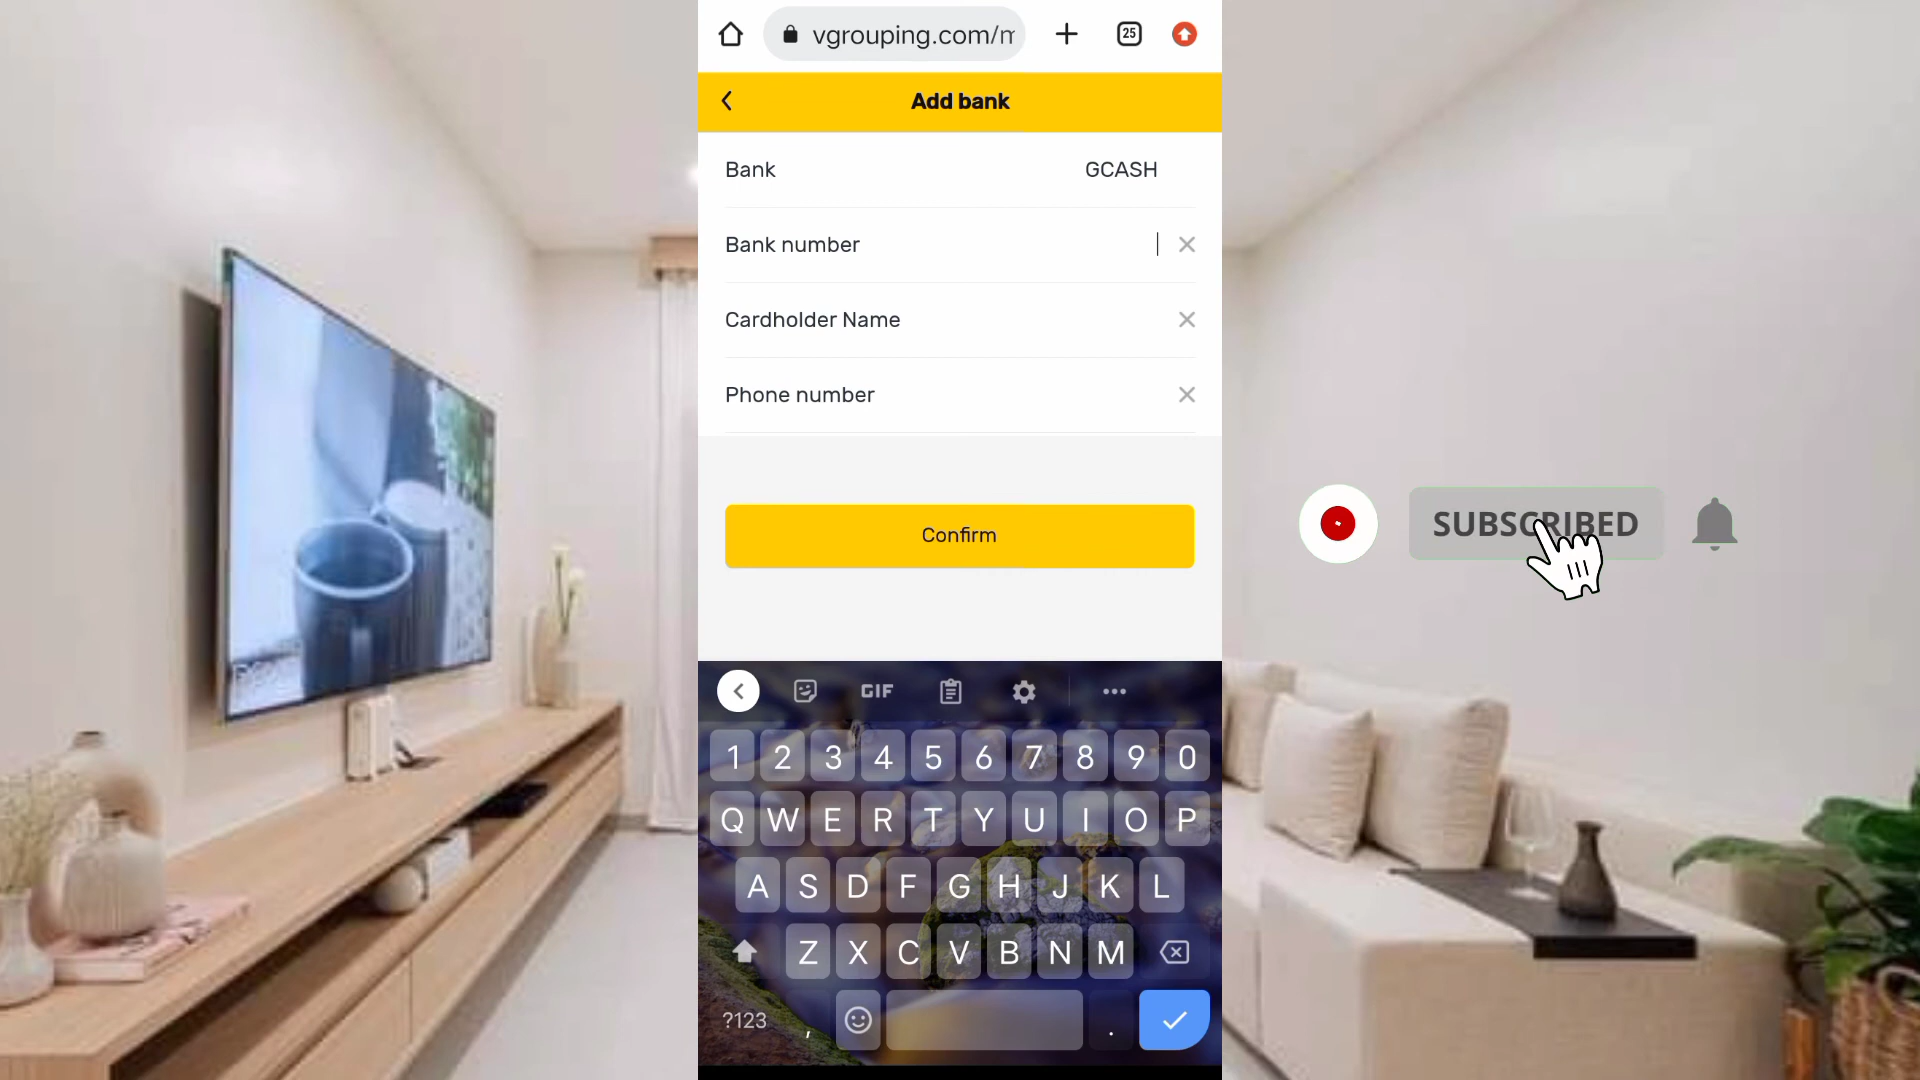 vgrouping.com/m
25
Add bank
Bank GCASH
Bank number
Cardholder Name
Phone number
Confirm
SUBSCRIBED
GIF
1 2 3 4 5 6 7 8 9 0
Q W E R T Y U I O P
A S D F G H J K L
Z X C V B N M
?123 , .